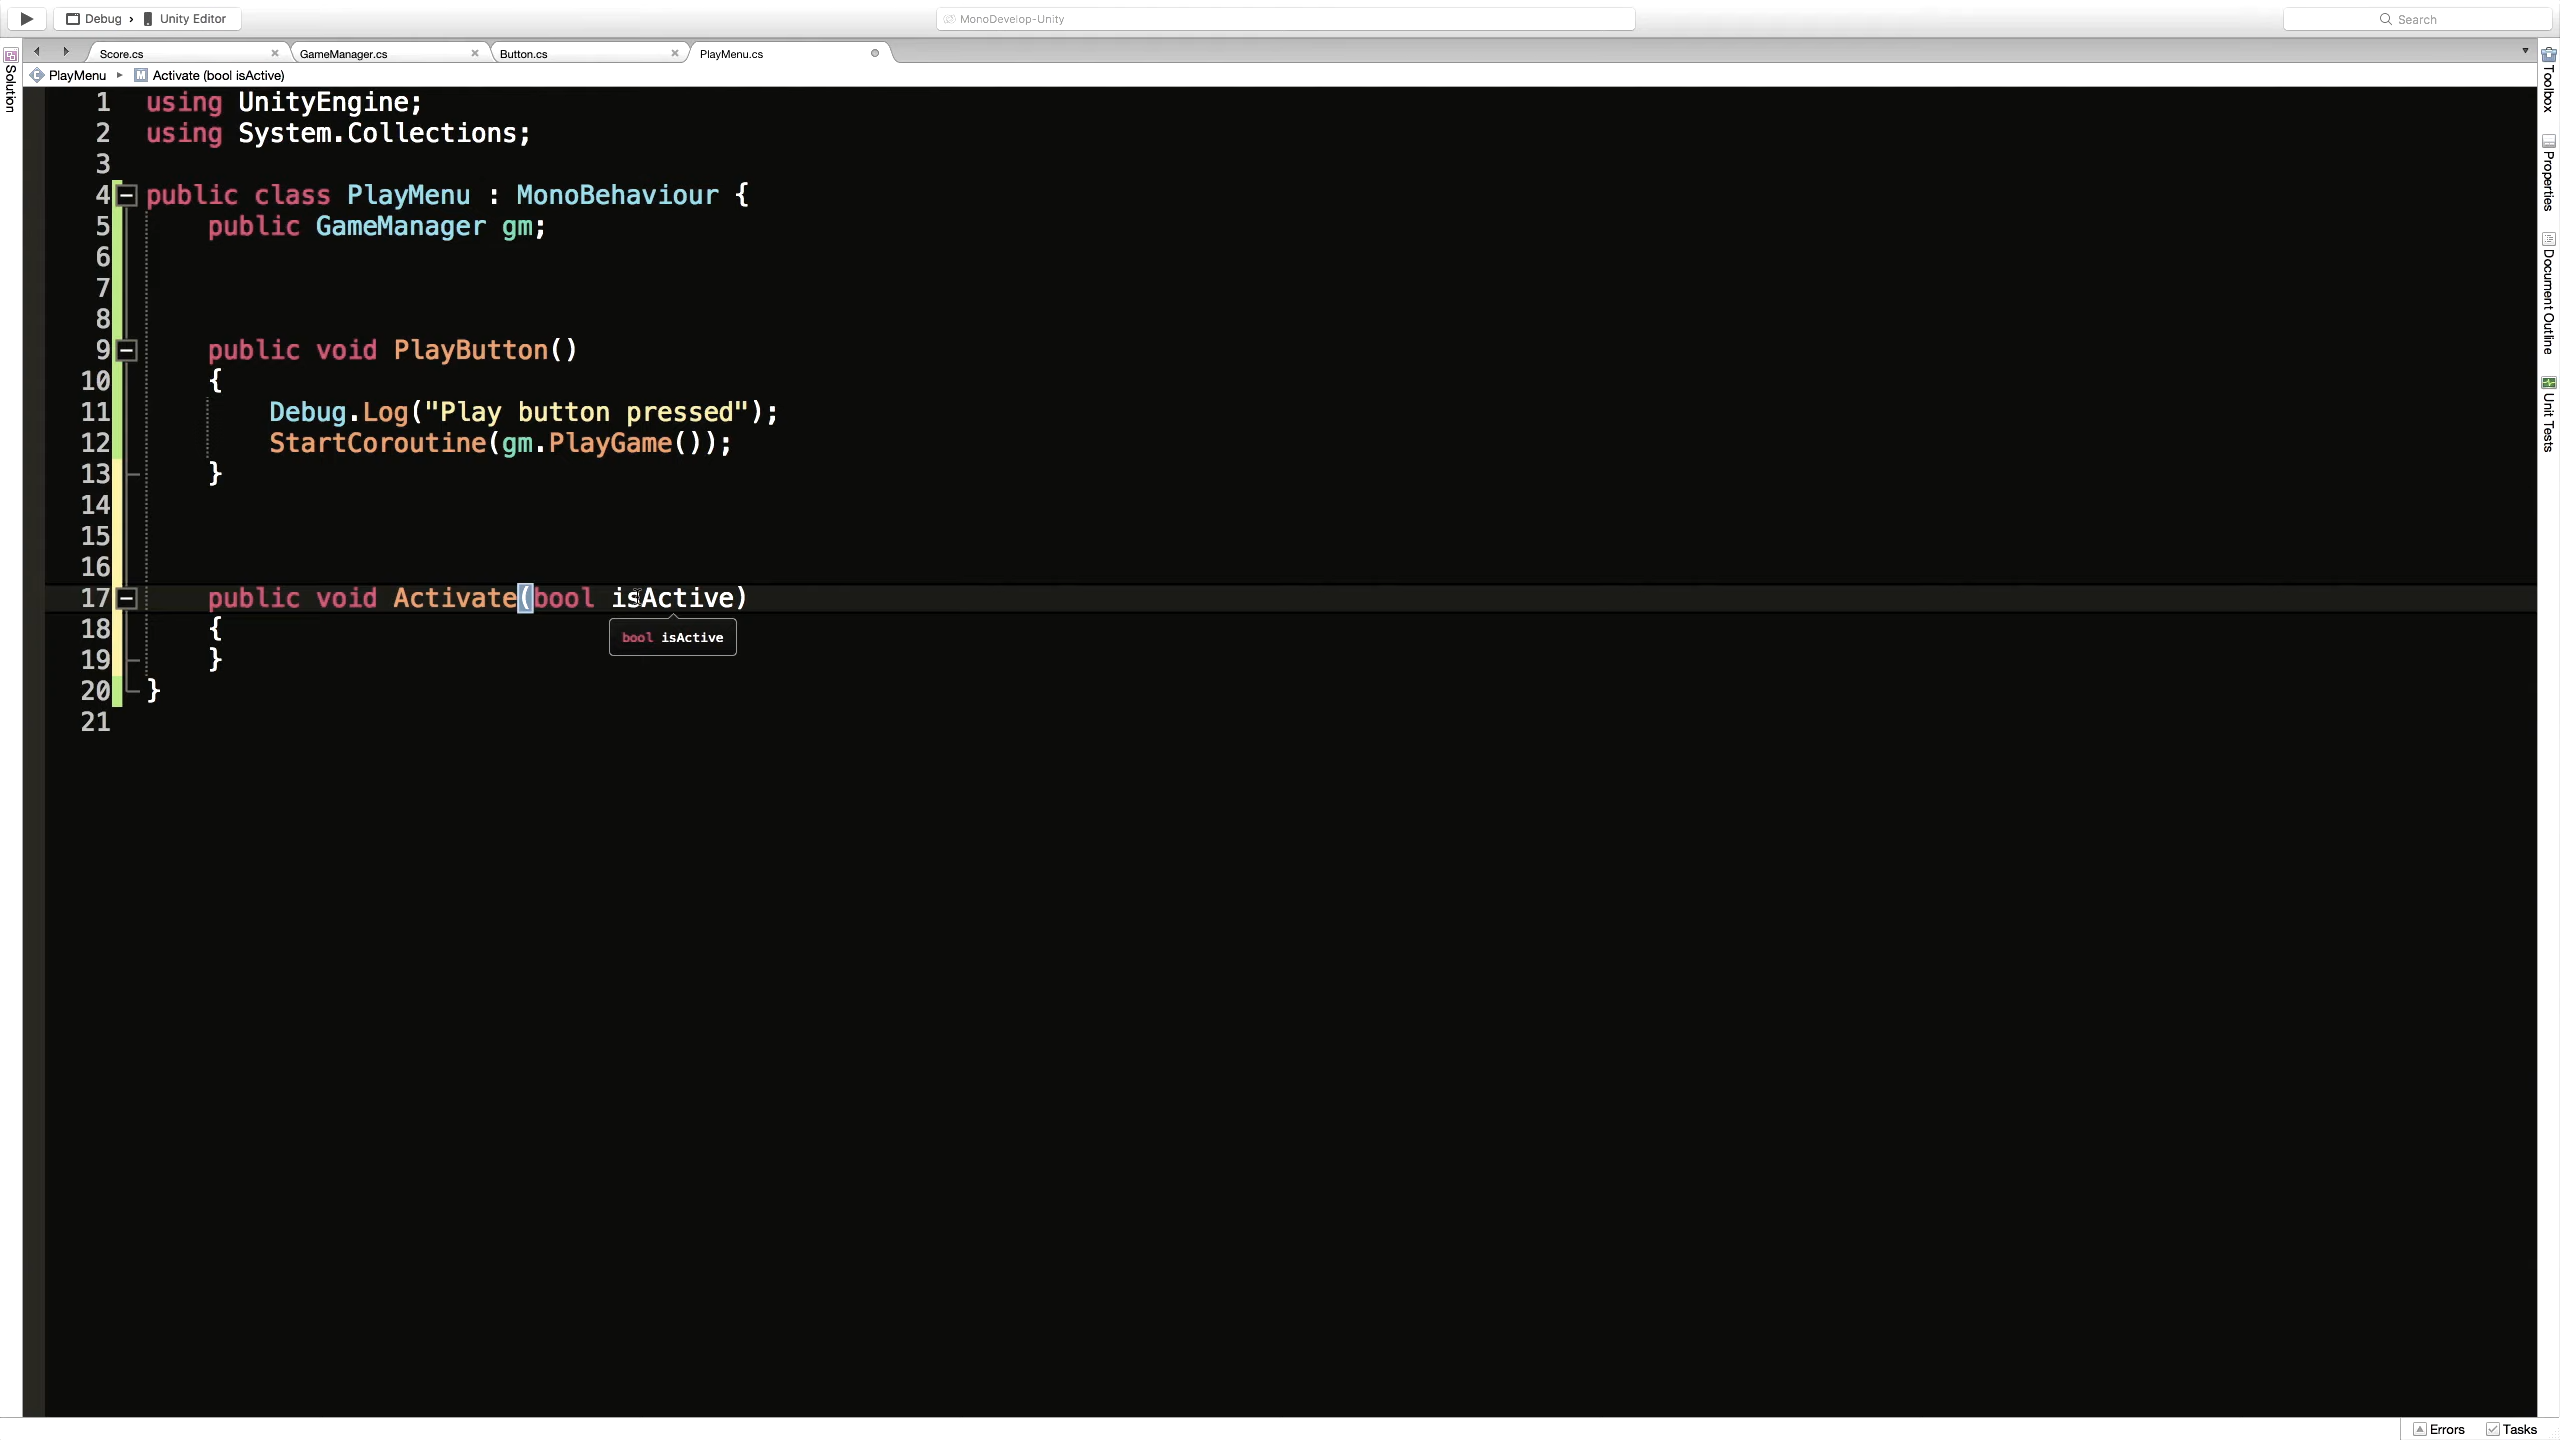 Debug › Unity Editor
MonoDevelop-Unity
Search
Score.cs
GameManager.cs
Button.cs
PlayMenu.cs
PlayMenu ▸ M Activate (bool isActive)
Solution
Toolbox
Properties
Document Outline
Unit Tests
1 using UnityEngine;
2 using System.Collections;
3
4 public class PlayMenu : MonoBehaviour {
5 public GameManager gm;
6
7
8
9 public void PlayButton()
10 {
11 Debug.Log("Play button pressed");
12 StartCoroutine(gm.PlayGame());
13 }
14
15
16
17 public void Activate(bool isActive)
18 {
bool isActive
19 }
20 }
21
Errors
Tasks